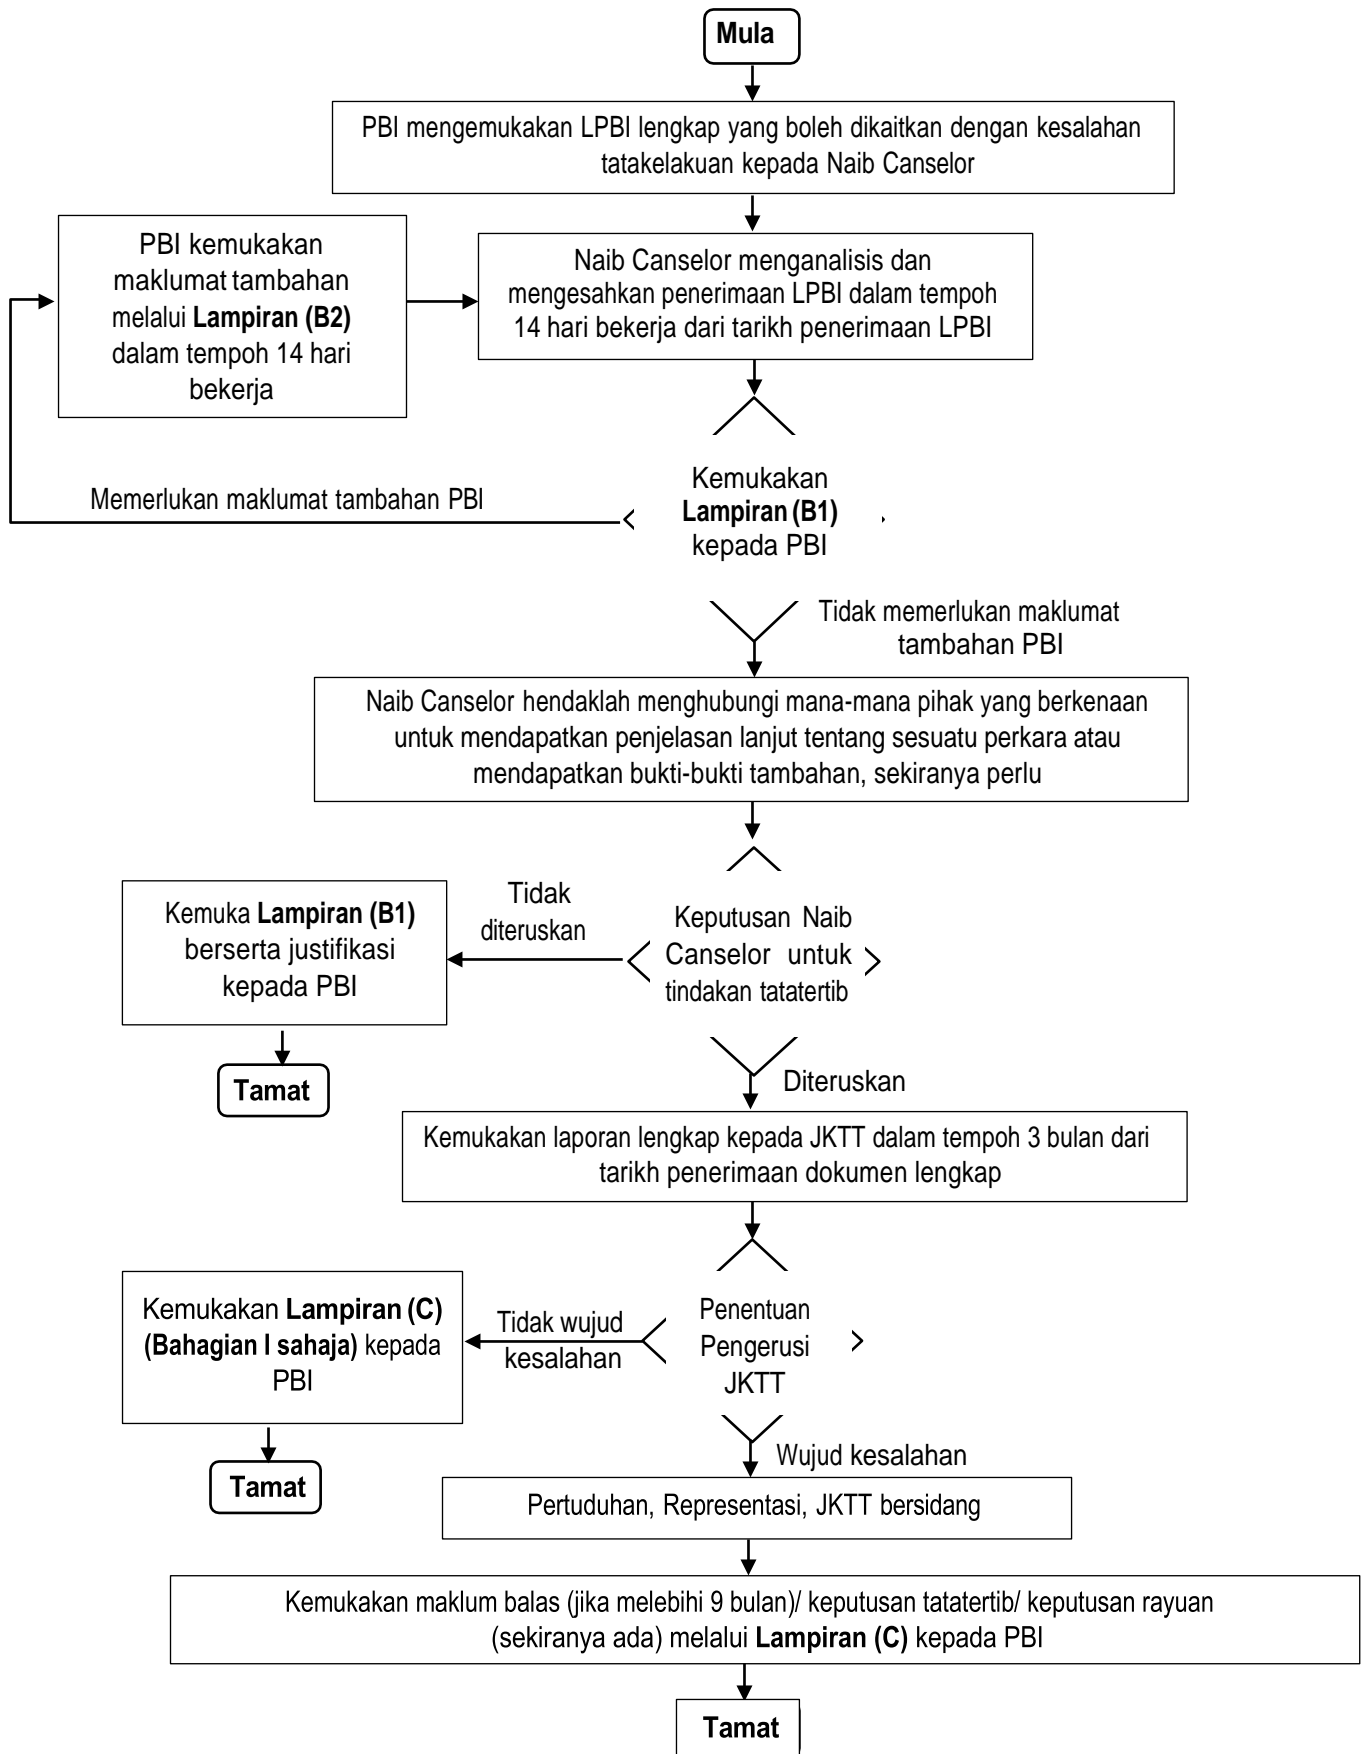 Mula
PBI mengemukakan LPBI lengkap yang boleh dikaitkan dengan kesalahan
tatakelakuan kepada Naib Canselor
PBI kemukakan
maklumat tambahan
melalui Lampiran (B2)
dalam tempoh 14 hari
bekerja
Naib Canselor menganalisis dan
mengesahkan penerimaan LPBI dalam tempoh
14 hari bekerja dari tarikh penerimaan LPBI
Memerlukan maklumat tambahan PBI
Kemukakan
Lampiran (B1)
kepada PBI
Tidak memerlukan maklumat
tambahan PBI
Naib Canselor hendaklah menghubungi mana-mana pihak yang berkenaan
untuk mendapatkan penjelasan lanjut tentang sesuatu perkara atau
mendapatkan bukti-bukti tambahan, sekiranya perlu
Kemuka Lampiran (B1)
berserta justifikasi
kepada PBI
Tidak
diteruskan
Keputusan Naib
Canselor untuk
tindakan tatatertib
Tamat
Diteruskan
Kemukakan laporan lengkap kepada JKTT dalam tempoh 3 bulan dari
tarikh penerimaan dokumen lengkap
Kemukakan Lampiran (C)
(Bahagian I sahaja) kepada
PBI
Tidak wujud
kesalahan
Penentuan
Pengerusi
JKTT
Tamat
Wujud kesalahan
Pertuduhan, Representasi, JKTT bersidang
Kemukakan maklum balas (jika melebihi 9 bulan)/ keputusan tatatertib/ keputusan rayuan
(sekiranya ada) melalui Lampiran (C) kepada PBI
Tamat